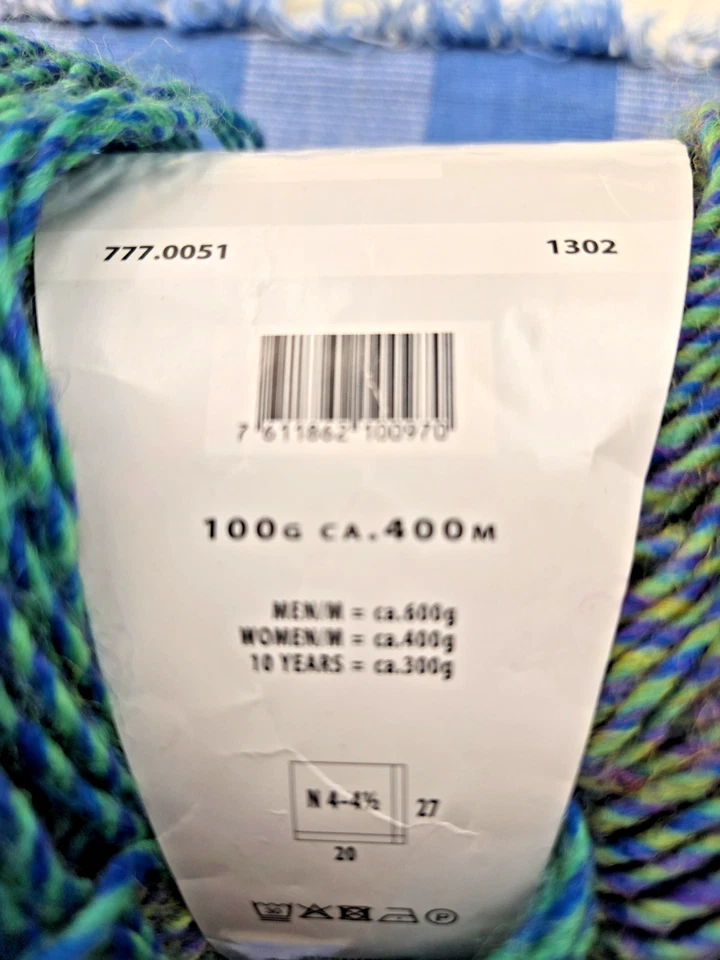 777.0051 1302
7 611862 100970
100G CA.400M
MEN/M = ca.600g
WOMEN/M = ca.400g
10 YEARS = ca.300g
N 4-4½
27
20
30
P